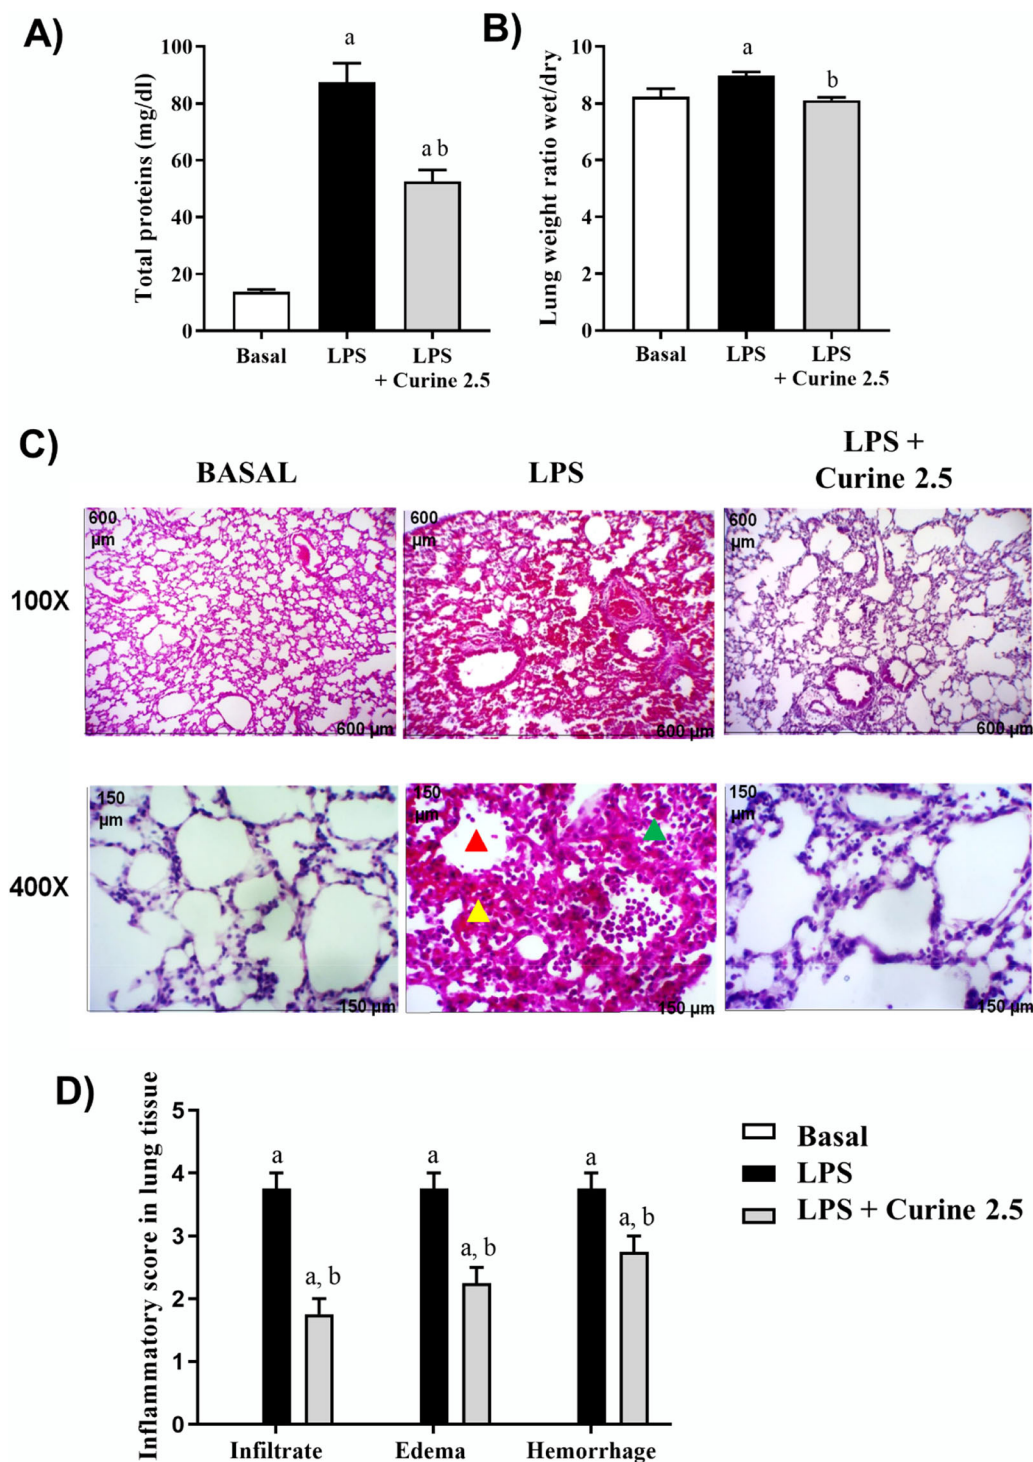 A)
Total proteins (mg/dl)
100
80
60
40
20
0
a
a b
Basal
LPS
LPS
+ Curine 2.5
B)
Lung weight ratio wet/dry
10
8
6
4
2
0
a
b
Basal
LPS
LPS
+ Curine 2.5
C)
BASAL
LPS
LPS +
Curine 2.5
100X
600
µm
600 µm
600
µm
600 µm
600
µm
600 µm
400X
150
µm
150 µm
150
µm
150 µm
150
µm
150 µm
D)
Inflammatory score in lung tissue
5
4
3
2
1
0
a
a, b
a
a, b
a
a, b
Infiltrate
Edema
Hemorrhage
Basal
LPS
LPS + Curine 2.5